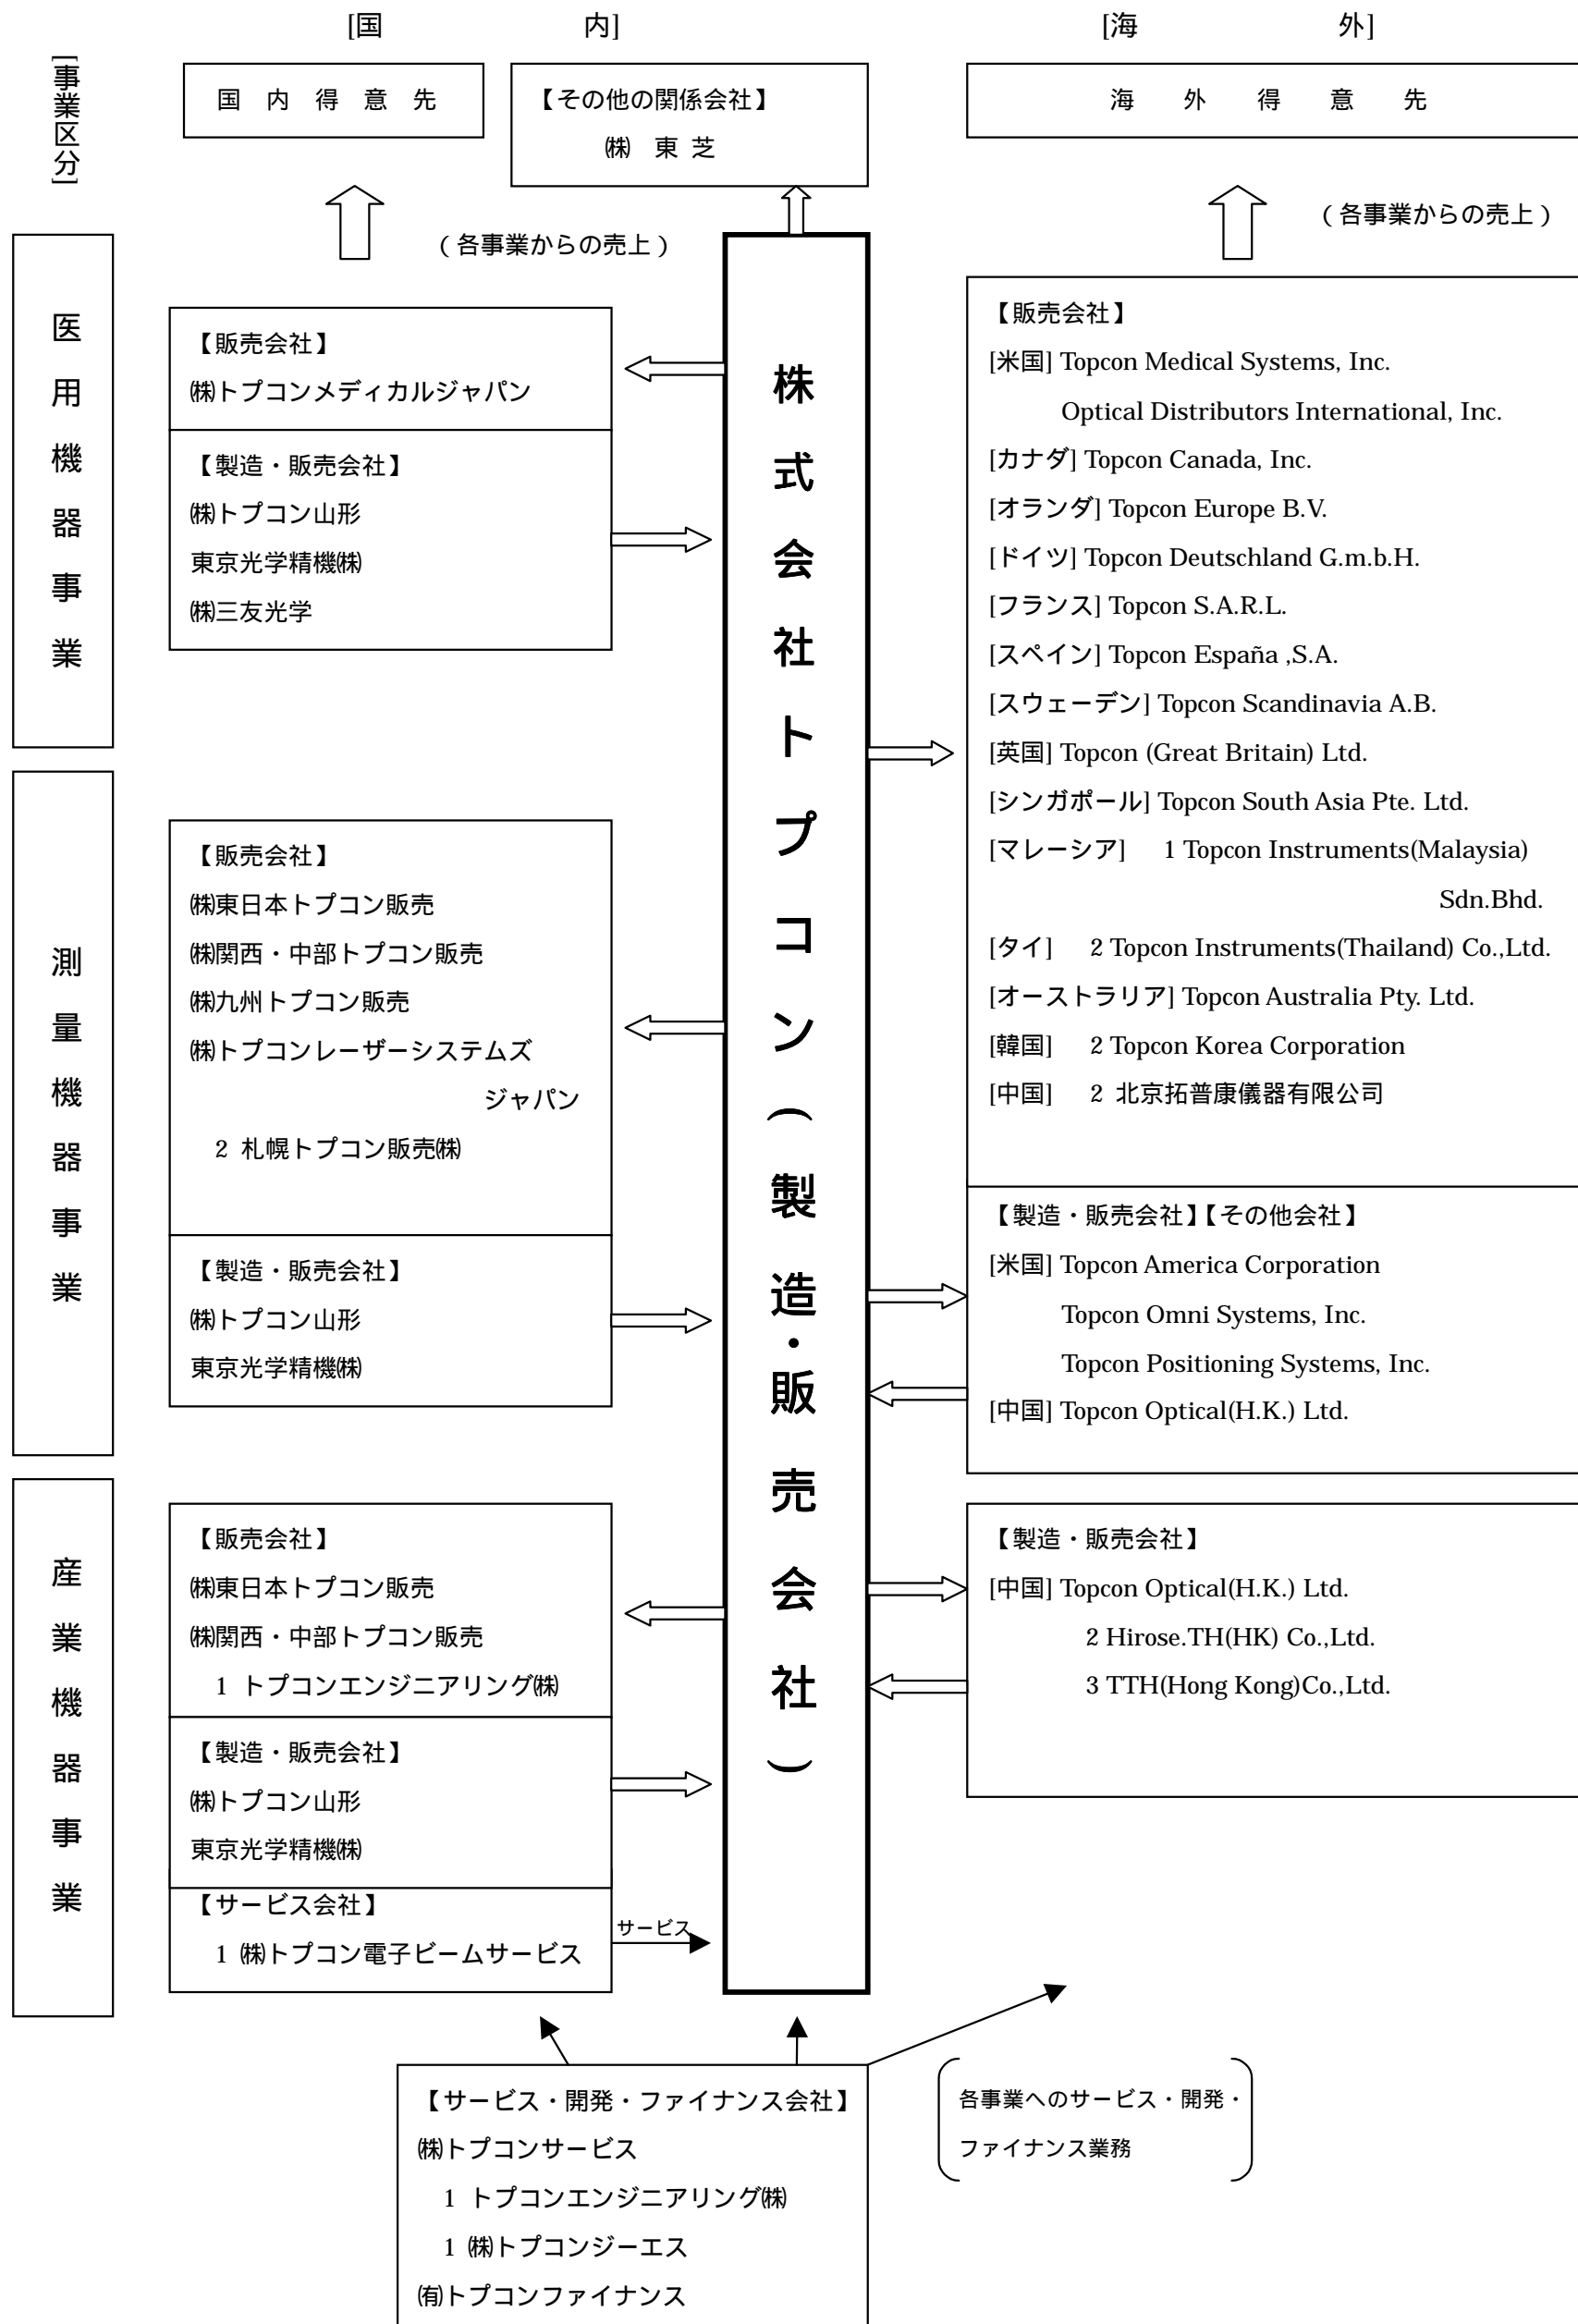 [国　　　内]
[海　　　外]
[事業区分]
国内得意先
【その他の関係会社】
㈱ 東芝
海外得意先
（各事業からの売上）
（各事業からの売上）
医用機器事業
【販売会社】
㈱トプコンメディカルジャパン
【製造・販売会社】
㈱トプコン山形
東京光学精機㈱
㈱三友光学
測量機器事業
【販売会社】
㈱東日本トプコン販売
㈱関西・中部トプコン販売
㈱九州トプコン販売
㈱トプコンレーザーシステムズ
ジャパン
2 札幌トプコン販売㈱
【製造・販売会社】
㈱トプコン山形
東京光学精機㈱
産業機器事業
【販売会社】
㈱東日本トプコン販売
㈱関西・中部トプコン販売
1 トプコンエンジニアリング㈱
【製造・販売会社】
㈱トプコン山形
東京光学精機㈱
【サービス会社】
1 ㈱トプコン電子ビームサービス
サービス
株式会社トプコン（製造・販売会社）
【販売会社】
[米国] Topcon Medical Systems, Inc.
Optical Distributors International, Inc.
[カナダ] Topcon Canada, Inc.
[オランダ] Topcon Europe B.V.
[ドイツ] Topcon Deutschland G.m.b.H.
[フランス] Topcon S.A.R.L.
[スペイン] Topcon España ,S.A.
[スウェーデン] Topcon Scandinavia A.B.
[英国] Topcon (Great Britain) Ltd.
[シンガポール] Topcon South Asia Pte. Ltd.
[マレーシア] 1 Topcon Instruments(Malaysia)
Sdn.Bhd.
[タイ] 2 Topcon Instruments(Thailand) Co.,Ltd.
[オーストラリア] Topcon Australia Pty. Ltd.
[韓国] 2 Topcon Korea Corporation
[中国] 2 北京拓普康儀器有限公司
【製造・販売会社】【その他会社】
[米国] Topcon America Corporation
Topcon Omni Systems, Inc.
Topcon Positioning Systems, Inc.
[中国] Topcon Optical(H.K.) Ltd.
【製造・販売会社】
[中国] Topcon Optical(H.K.) Ltd.
2 Hirose.TH(HK) Co.,Ltd.
3 TTH(Hong Kong)Co.,Ltd.
【サービス・開発・ファイナンス会社】
㈱トプコンサービス
1 トプコンエンジニアリング㈱
1 ㈱トプコンジーエス
㈲トプコンファイナンス
各事業へのサービス・開発・
ファイナンス業務